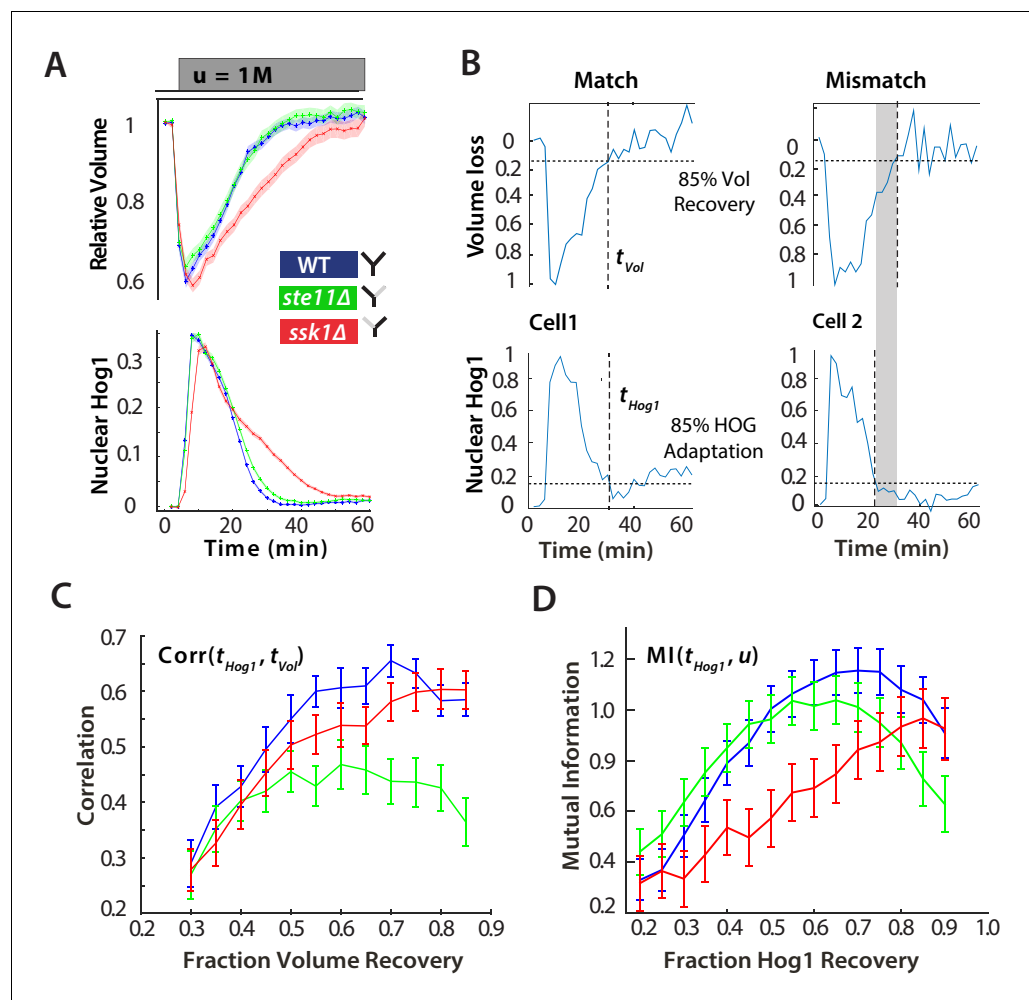 A
u = 1M
Relative Volume
1
0.8
0.6
WT
ste11Δ
ssk1Δ
Nuclear Hog1
0.3
0.2
0.1
0
0 20 40 60
Time (min)
B
Match
Mismatch
Volume loss
0
0.2
0.4
0.6
0.8
1
85% Vol
Recovery
t_Vol
0
0.2
0.4
0.6
0.8
1
Cell1
Cell 2
Nuclear Hog1
1
0.8
0.6
0.4
0.2
0
t_Hog1
85% HOG
Adaptation
1
0.8
0.6
0.4
0.2
0
0 20 40 60
Time (min)
0 20 40 60
Time (min)
C
Corr(t_Hog1, t_Vol)
Correlation
0.7
0.6
0.5
0.4
0.3
0.2
0.2 0.3 0.4 0.5 0.6 0.7 0.8 0.9
Fraction Volume Recovery
D
MI(t_Hog1, u)
Mutual Information
1.2
1.0
0.9
0.6
0.4
0.2
0.2 0.3 0.4 0.5 0.6 0.7 0.8 0.9 1.0
Fraction Hog1 Recovery